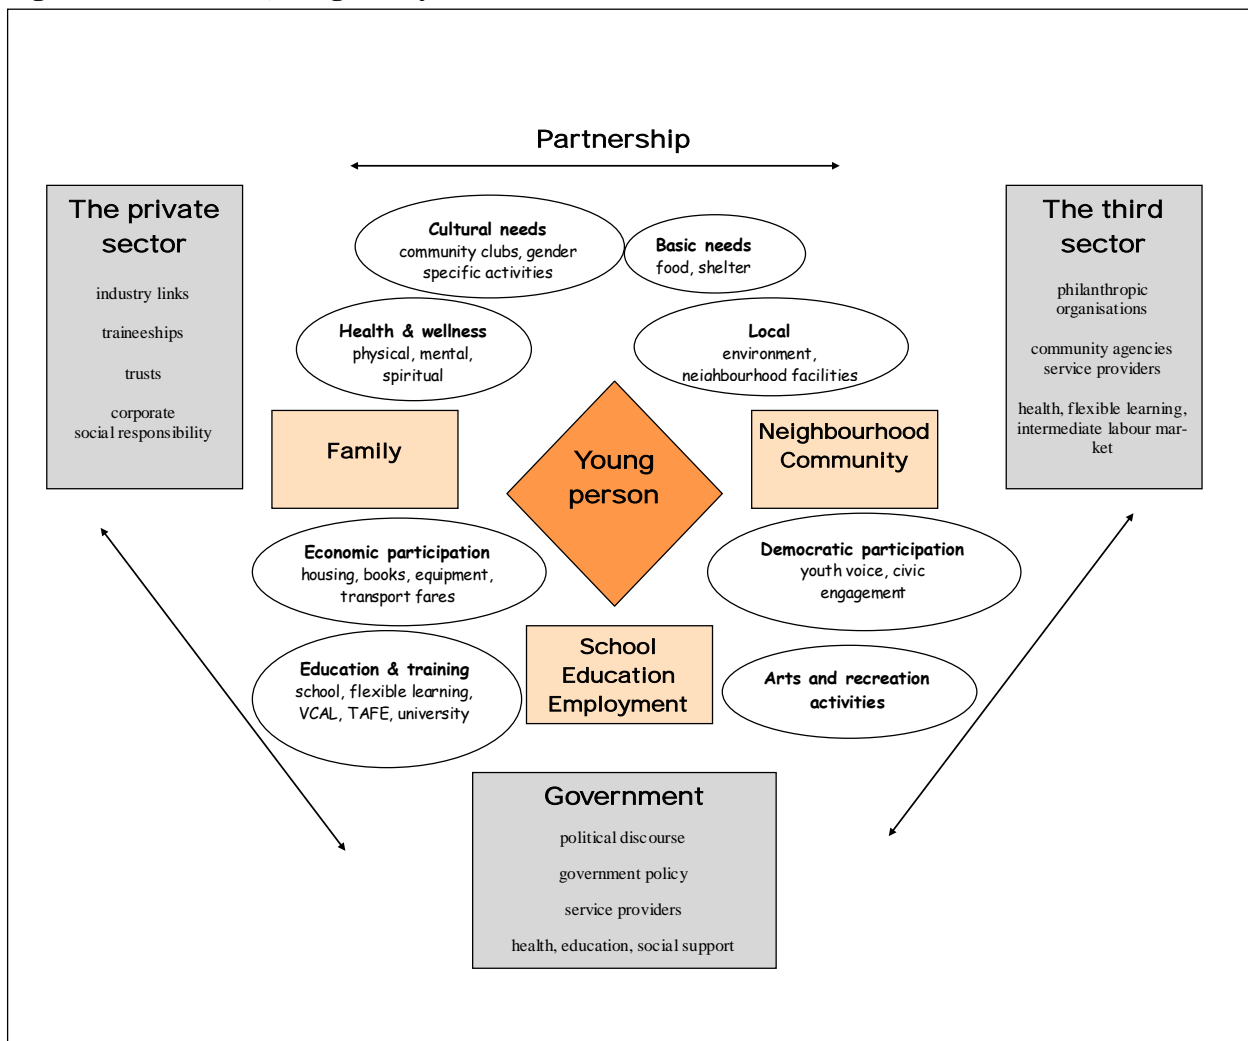 Partnership
The private
sector
industry links
traineeships
trusts
corporate
social responsibility
Cultural needs
community clubs, gender
specific activities
Basic needs
food, shelter
The third
sector
philanthropic
organisations
community agencies
service providers
health, flexible learning,
intermediate labour mar-
ket
Health & wellness
physical, mental,
spiritual
Local
environment,
neiahbourhood facilities
Family
Young
person
Neighbourhood
Community
Economic participation
housing, books, equipment,
transport fares
Democratic participation
youth voice, civic
engagement
Education & training
school, flexible learning,
VCAL, TAFE, university
School
Education
Employment
Arts and recreation
activities
Government
political discourse
government policy
service providers
health, education, social support